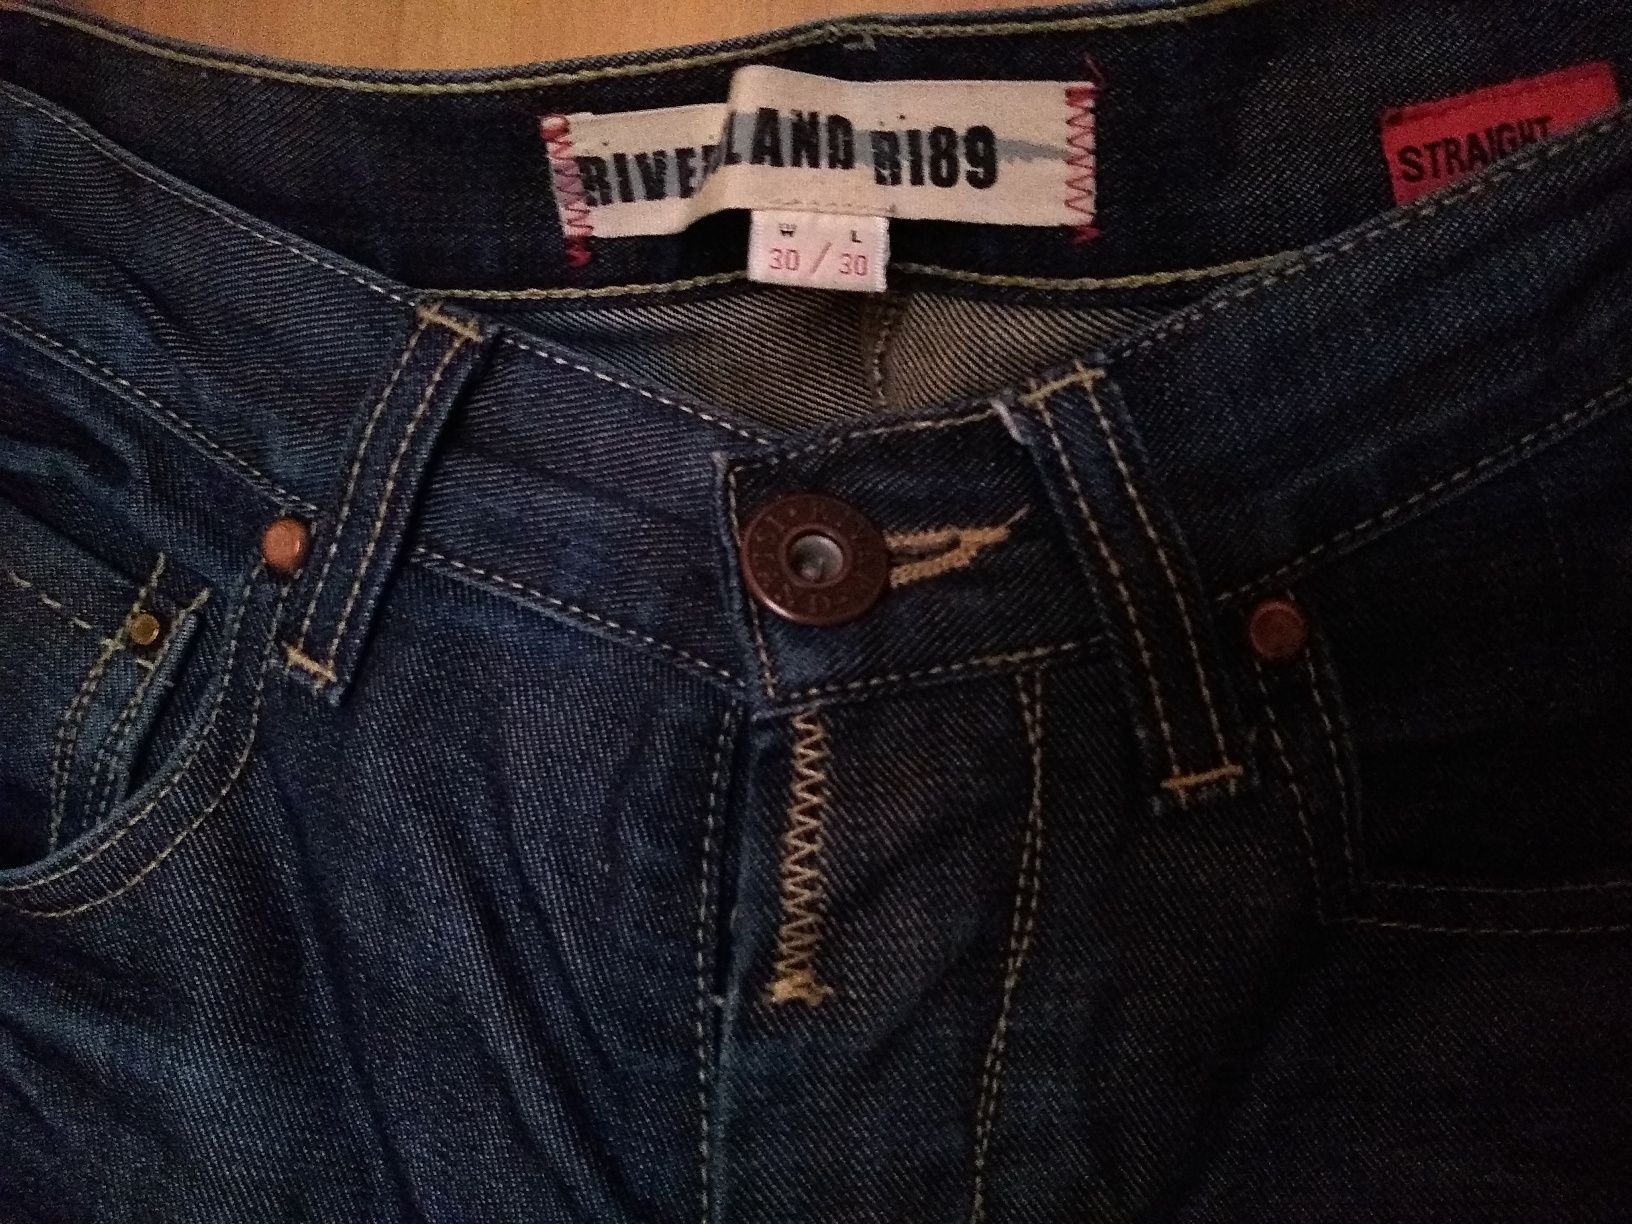 RIVERLAND RI89
STRAIGHT
W L
30 / 30